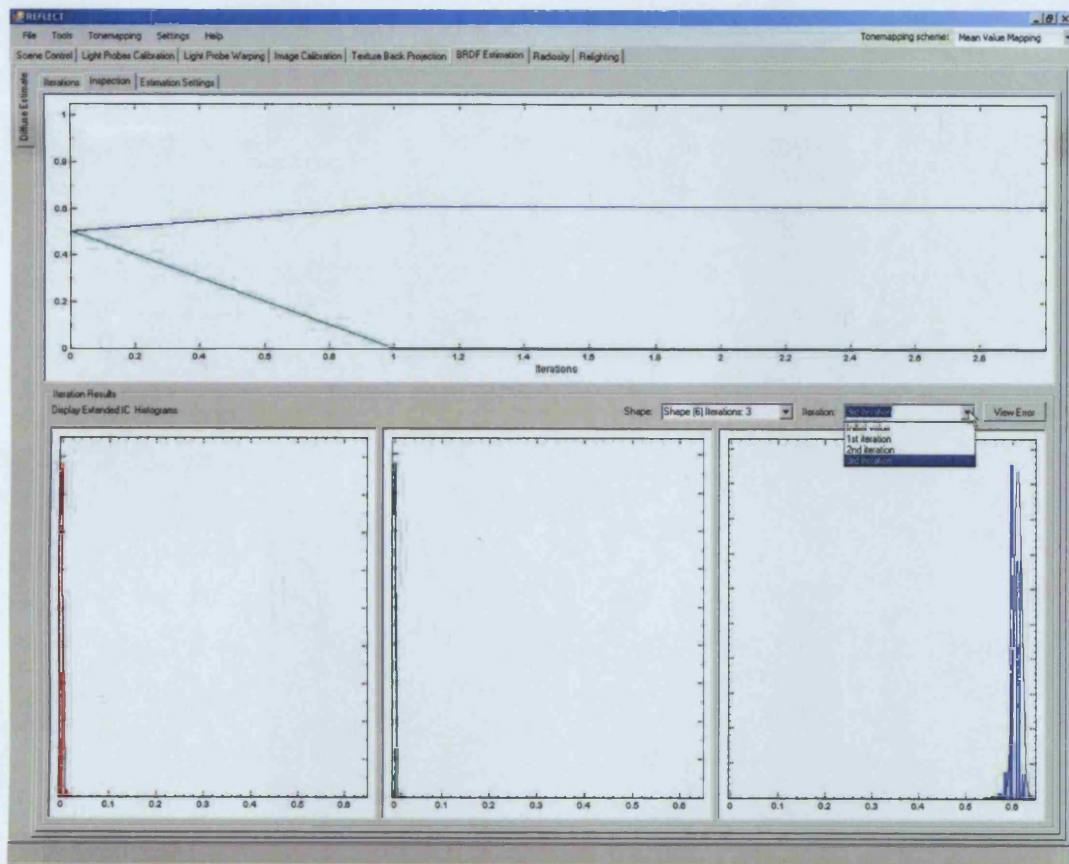 REFLECT
File Tools Tonemapping Settings Help Tonemapping scheme: Mean Value Mapping
Scene Control Light Probes Calibration Light Probe Warping Image Calibration Texture Back Projection BRDF Estimation Radiosity Relighting
Diffuse Estimate
Iterations Inspection Estimation Settings
1
0.8
0.6
0.4
0.2
0
0 0.2 0.4 0.6 0.8 1 1.2 1.4 1.6 1.8 2 2.2 2.4 2.6 2.8
Iterations
Iteration Results
Display Extended IC Histograms Shape: Shape (6) Iterations: 3 Iteration: 3rd iteration View Error
Initial value
1st iteration
2nd iteration
3rd iteration
0 0.1 0.2 0.3 0.4 0.5 0.6
0 0.1 0.2 0.3 0.4 0.5 0.6
0 0.1 0.2 0.3 0.4 0.5 0.6